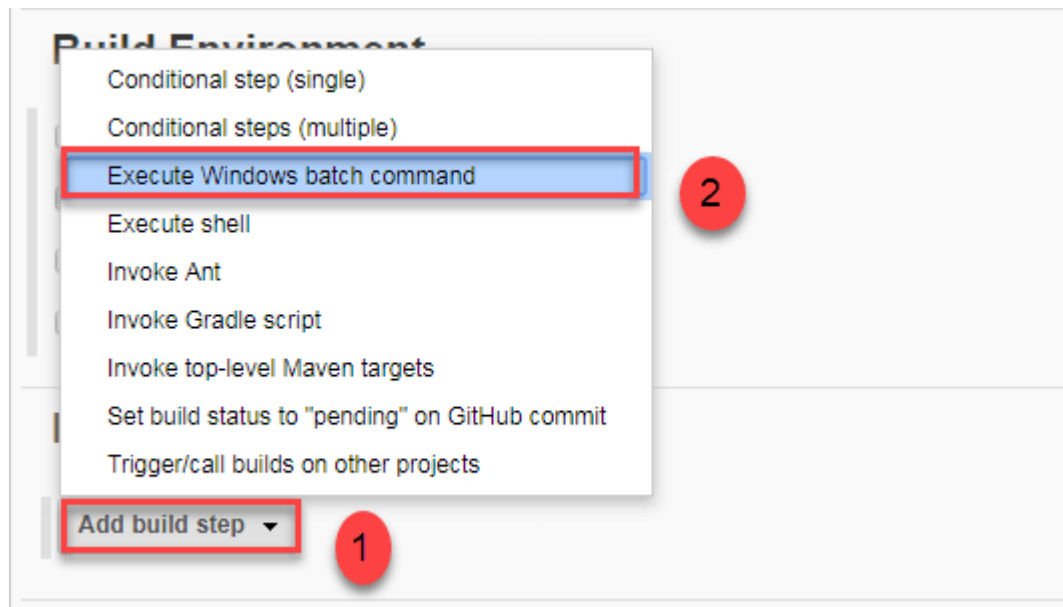 Build Environment
Conditional step (single)
Conditional steps (multiple)
Execute Windows batch command
2
Execute shell
Invoke Ant
Invoke Gradle script
Invoke top-level Maven targets
Set build status to "pending" on GitHub commit
Trigger/call builds on other projects
Add build step
1